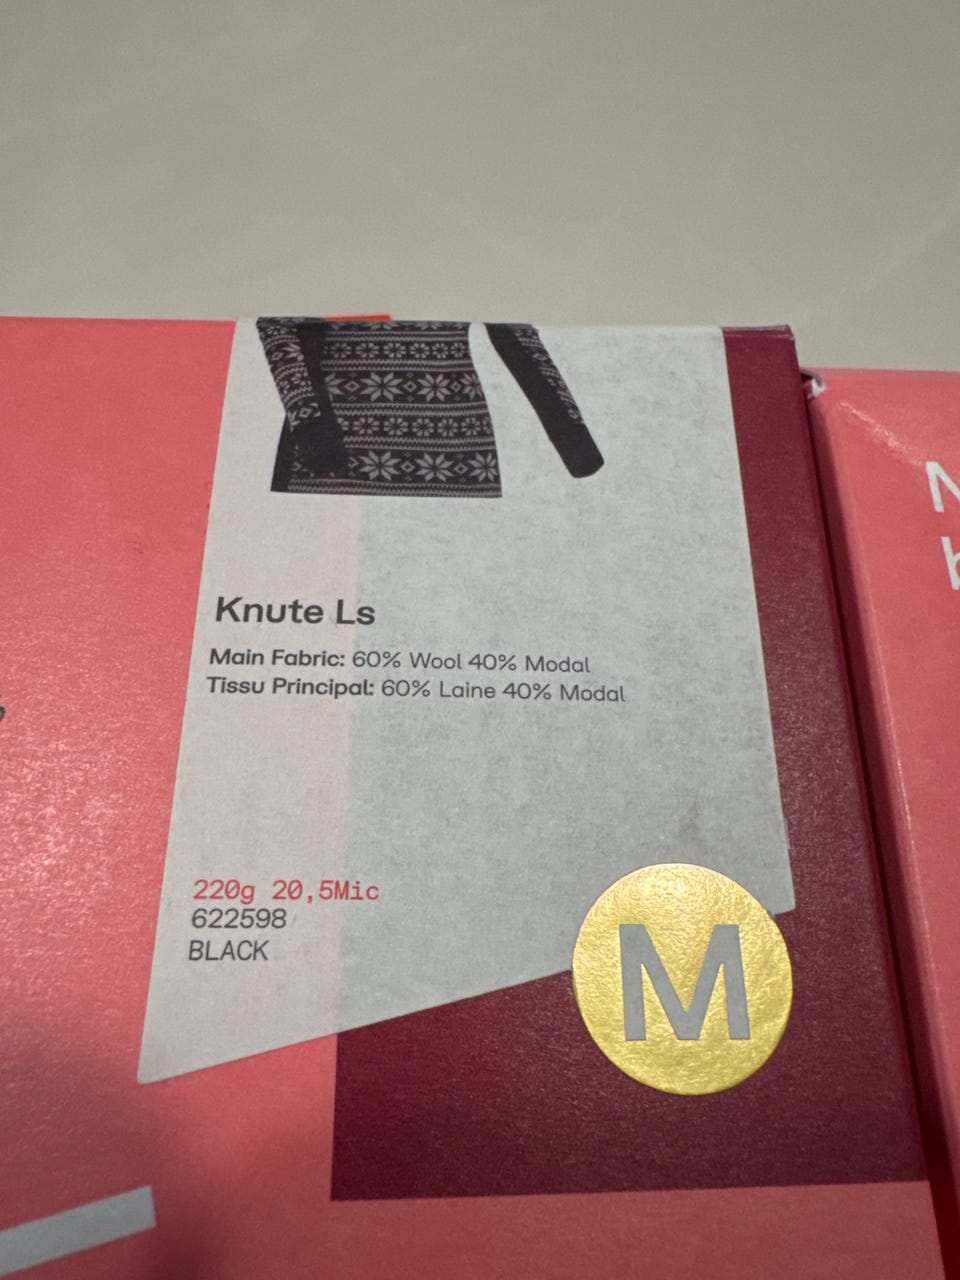 Knute Ls
Main Fabric: 60% Wool 40% Modal
Tissu Principal: 60% Laine 40% Modal
220g 20,5Mic
622598
BLACK
M